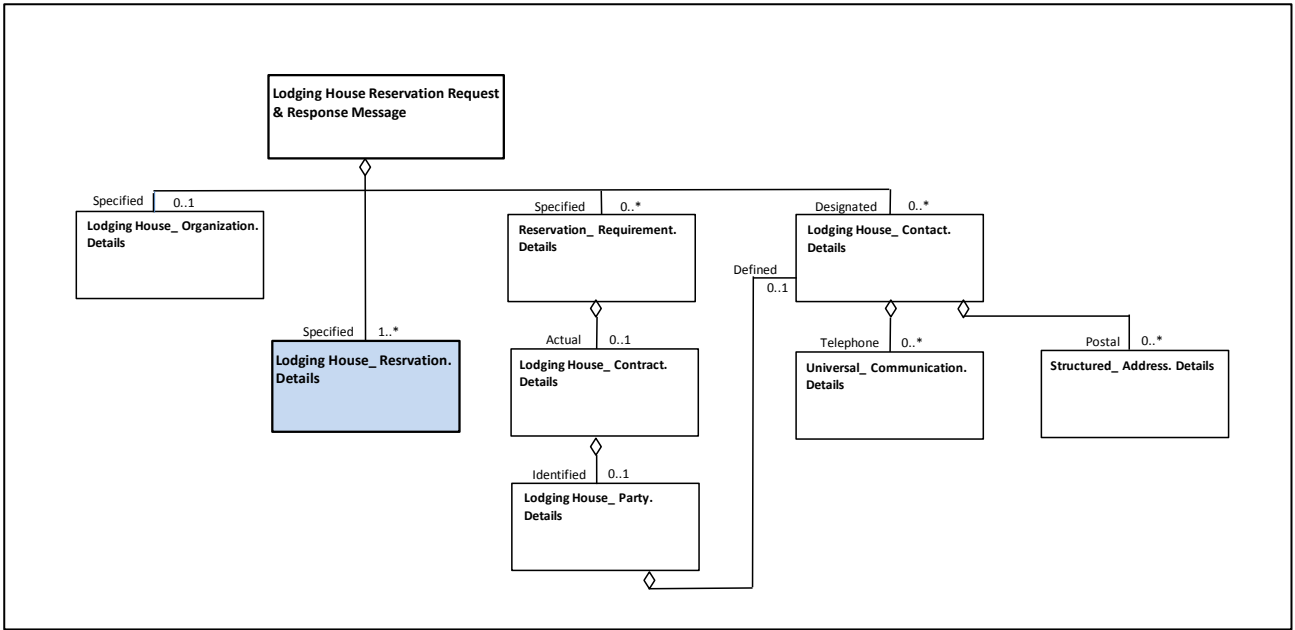 Lodging House Reservation Request
& Response Message
Specified 0..1
Lodging House_ Organization.
Details
Specified 0..*
Reservation_ Requirement.
Details
Designated 0..*
Lodging House_ Contact.
Details
Defined
0..1
Specified 1..*
Lodging House_ Resrvation.
Details
Actual 0..1
Lodging House_ Contract.
Details
Telephone 0..*
Universal_ Communication.
Details
Postal 0..*
Structured_ Address. Details
Identified 0..1
Lodging House_ Party.
Details